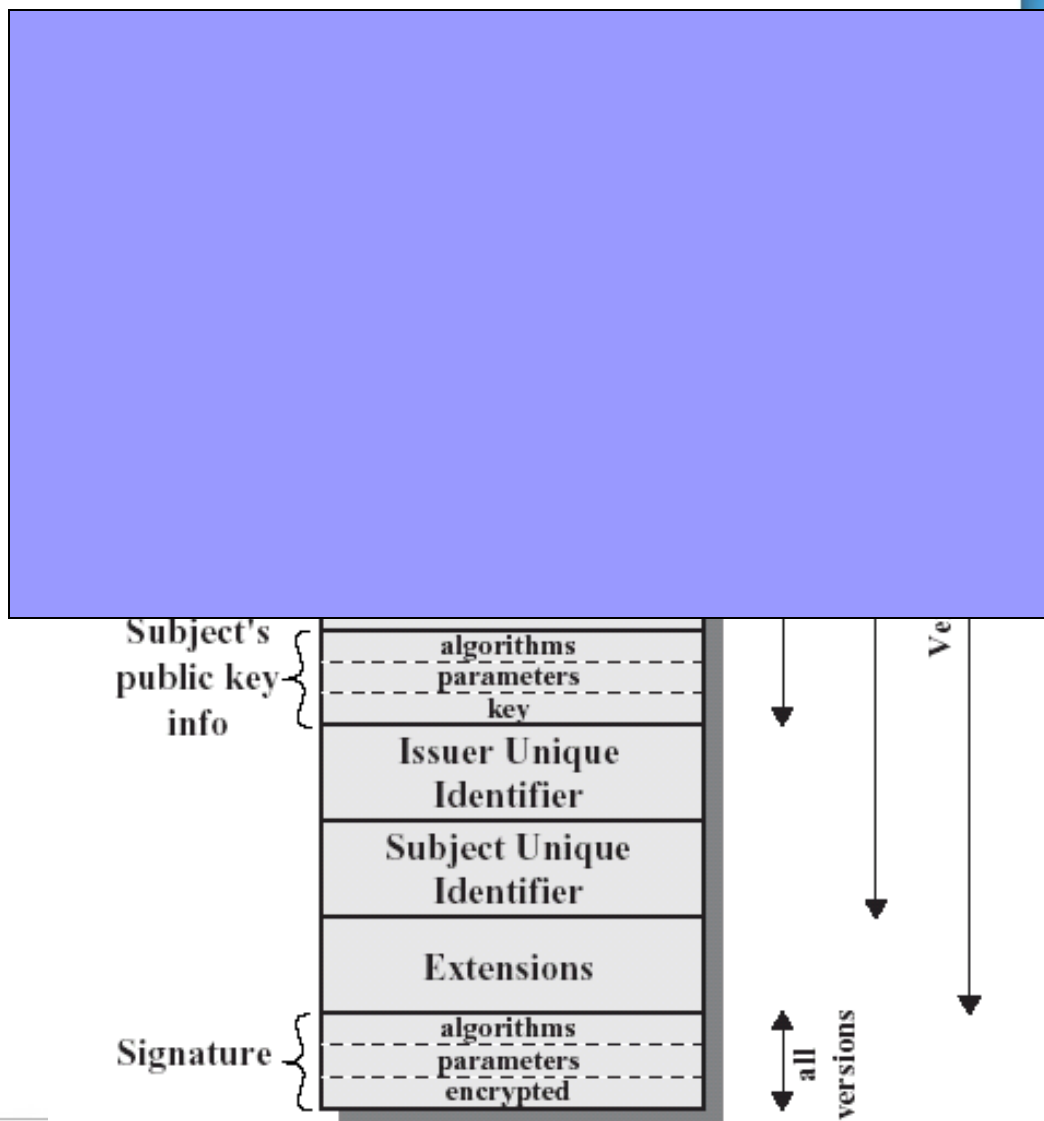 Subject's
public key
info
algorithms
parameters
key
Issuer Unique
Identifier
Subject Unique
Identifier
Extensions
Signature
algorithms
parameters
encrypted
all
versions